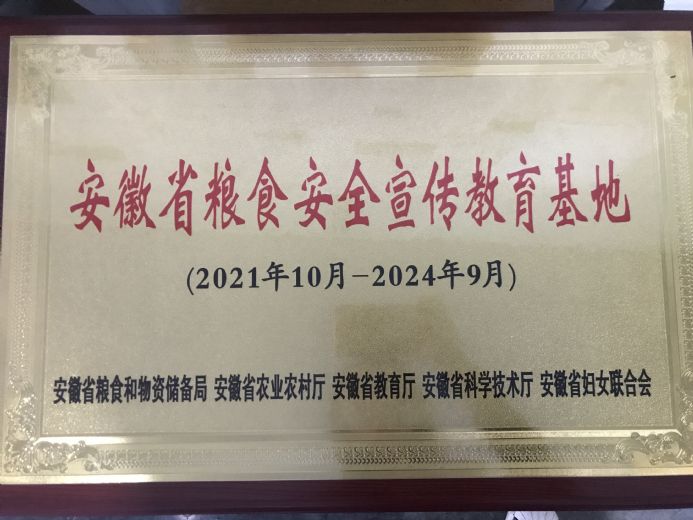 安徽省粮食安全宣传教育基地
(2021年10月-2024年9月)
安徽省粮食和物资储备局 安徽省农业农村厅 安徽省教育厅 安徽省科学技术厅 安徽省妇女联合会